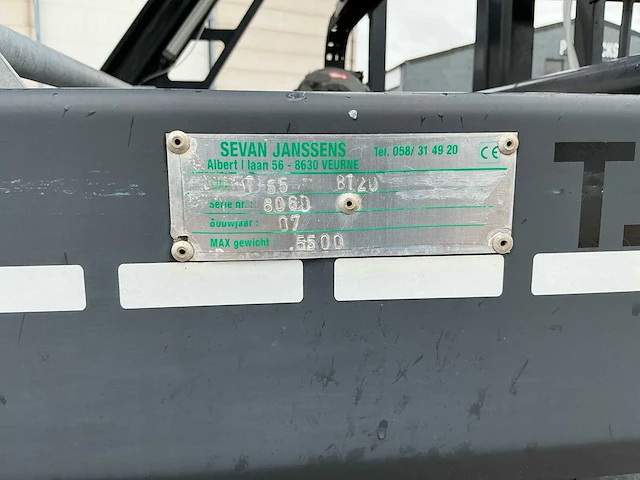 SEVAN JANSSENS Tel. 058/ 31 49 20 CE
Albert I laan 56 - 8630 VEURNE
55 BT20
Serie nr.: 8060
Bouwjaar: 07
MAX gewicht 5500
T